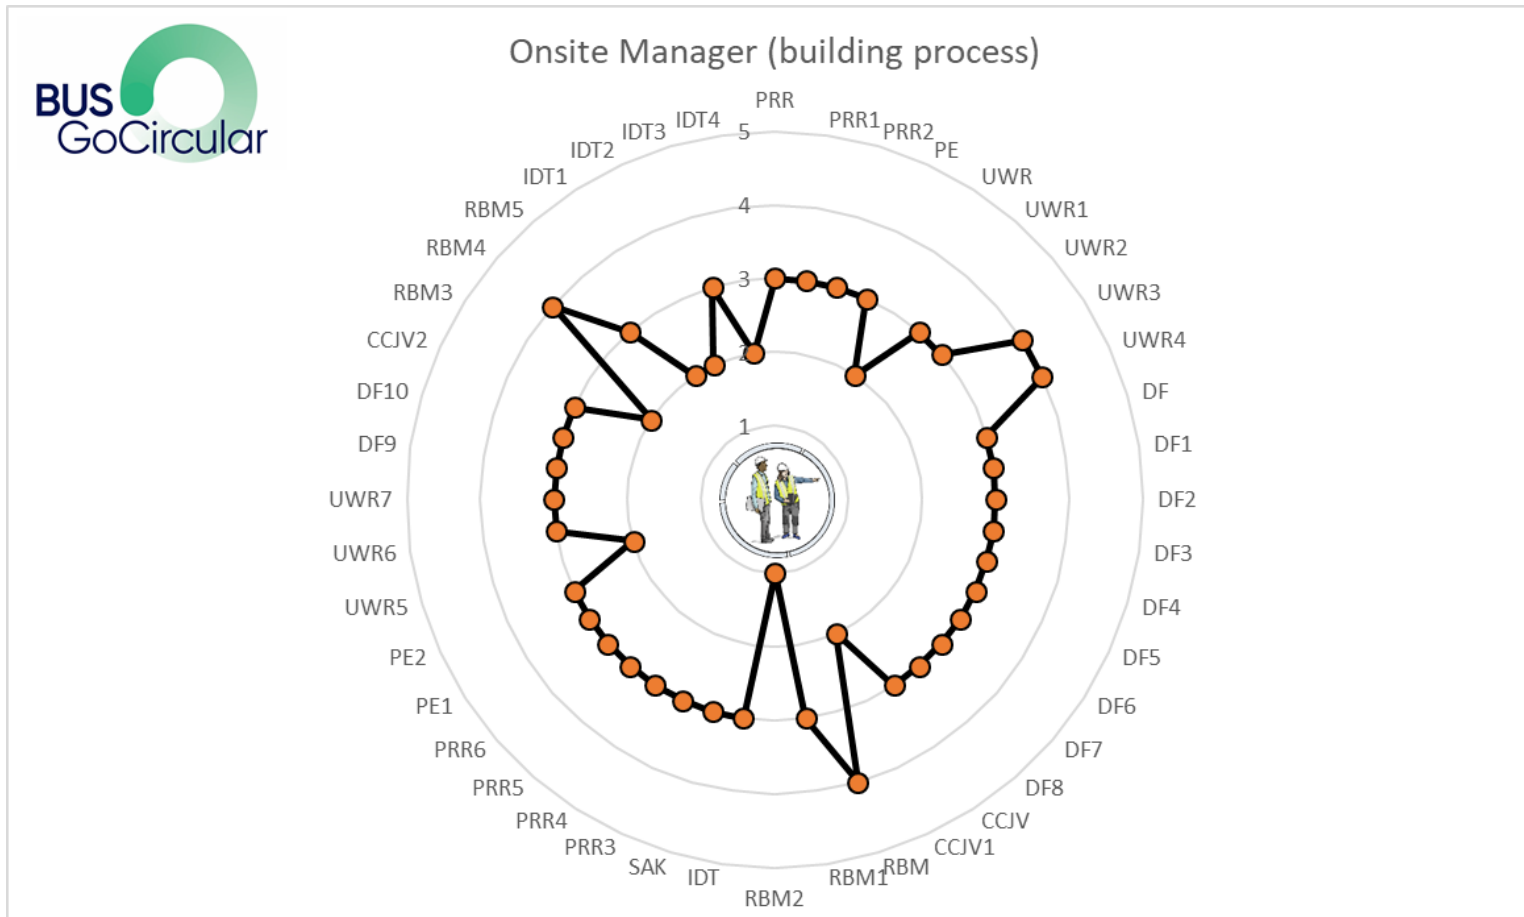 BUS
GoCircular
Onsite Manager (building process)
PRR
PRR1
PRR2
PE
UWR
UWR1
UWR2
UWR3
UWR4
DF
DF1
DF2
DF3
DF4
DF5
DF6
DF7
DF8
CCJV
CCJV1
RBM
RBM1
RBM2
IDT
SAK
PRR3
PRR4
PRR5
PRR6
PE1
PE2
UWR5
UWR6
UWR7
DF9
DF10
CCJV2
RBM3
RBM4
RBM5
IDT1
IDT2
IDT3
IDT4
5
4
3
2
1